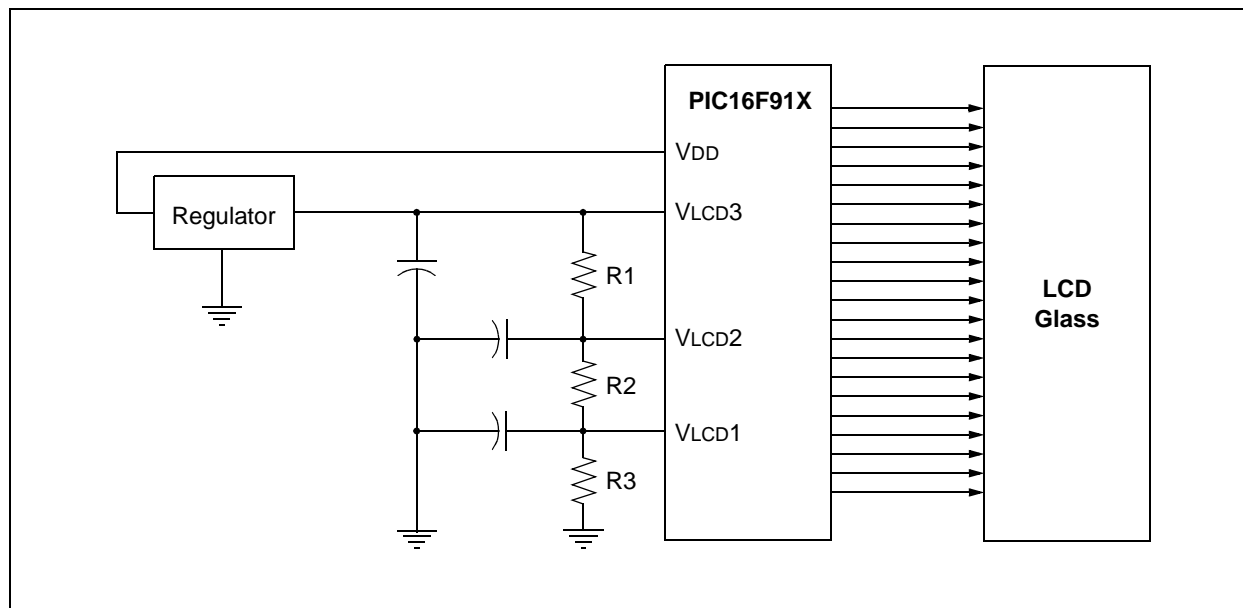 PIC16F91X
VDD
Regulator
VLCD3
R1
LCD
Glass
VLCD2
R2
VLCD1
R3